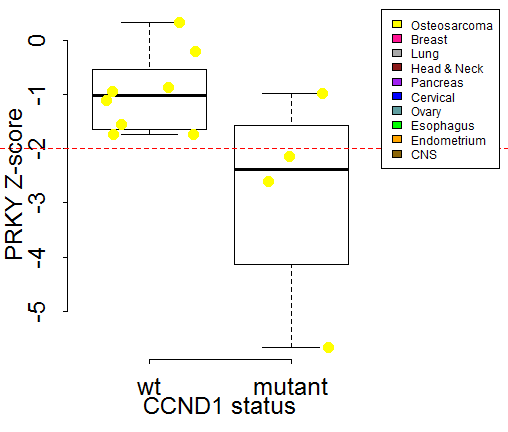 0
-1
-2
-3
-4
-5
PRKY Z-score
wt mutant
CCND1 status
Osteosarcoma
Breast
Lung
Head & Neck
Pancreas
Cervical
Ovary
Esophagus
Endometrium
CNS